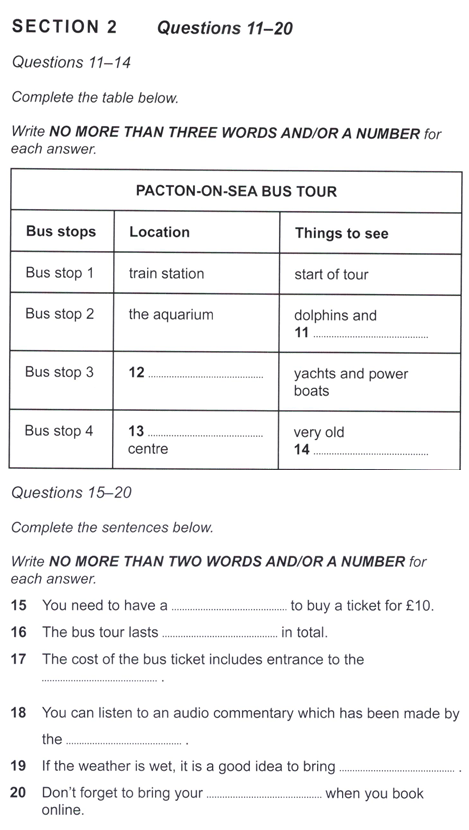 SECTION 2 Questions 11–20
Questions 11–14
Complete the table below.
Write NO MORE THAN THREE WORDS AND/OR A NUMBER for
each answer.
PACTON-ON-SEA BUS TOUR
Bus stops Location Things to see
Bus stop 1 train station start of tour
Bus stop 2 the aquarium dolphins and
11 ..............................
Bus stop 3 12 .............................. yachts and power
boats
Bus stop 4 13 .............................. very old
centre 14 ..............................
Questions 15–20
Complete the sentences below.
Write NO MORE THAN TWO WORDS AND/OR A NUMBER for
each answer.
15 You need to have a .............................. to buy a ticket for £10.
16 The bus tour lasts .............................. in total.
17 The cost of the bus ticket includes entrance to the
.............................. .
18 You can listen to an audio commentary which has been made by
the .............................. .
19 If the weather is wet, it is a good idea to bring .............................. .
20 Don't forget to bring your .............................. when you book
online.